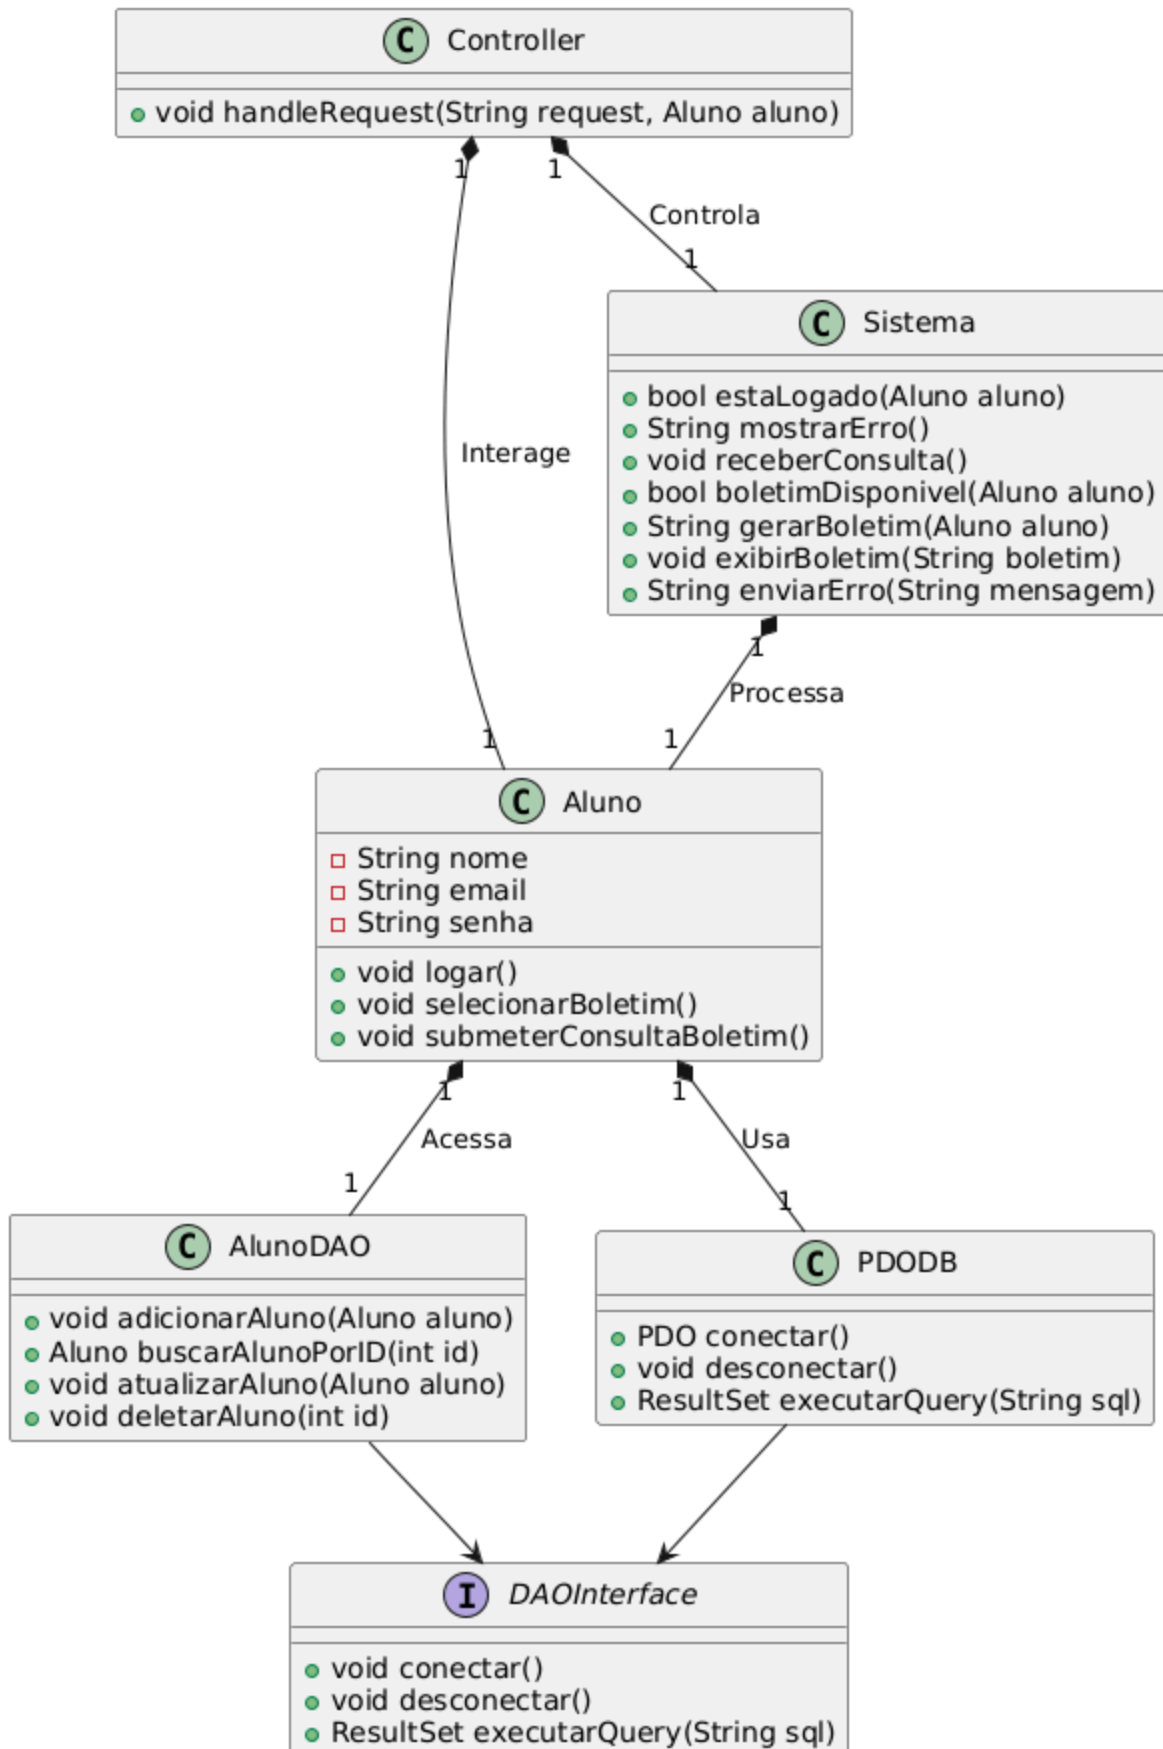 C Controller
void handleRequest(String request, Aluno aluno)
1
1
Controla
1
C Sistema
bool estaLogado(Aluno aluno)
String mostrarErro()
void receberConsulta()
bool boletimDisponivel(Aluno aluno)
String gerarBoletim(Aluno aluno)
void exibirBoletim(String boletim)
String enviarErro(String mensagem)
Interage
1
Processa
1
1
C Aluno
String nome
String email
String senha
void logar()
void selecionarBoletim()
void submeterConsultaBoletim()
1
1
Acessa
Usa
1
1
C AlunoDAO
void adicionarAluno(Aluno aluno)
Aluno buscarAlunoPorID(int id)
void atualizarAluno(Aluno aluno)
void deletarAluno(int id)
C PDODB
PDO conectar()
void desconectar()
ResultSet executarQuery(String sql)
I DAOInterface
void conectar()
void desconectar()
ResultSet executarQuery(String sql)